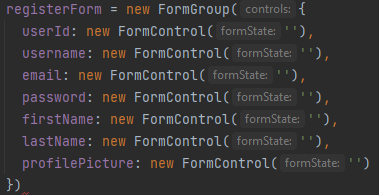 registerForm = new FormGroup( controls: {
userId: new FormControl( formState: ''),
username: new FormControl( formState: ''),
email: new FormControl( formState: ''),
password: new FormControl( formState: ''),
firstName: new FormControl( formState: ''),
lastName: new FormControl( formState: ''),
profilePicture: new FormControl( formState: '')
})